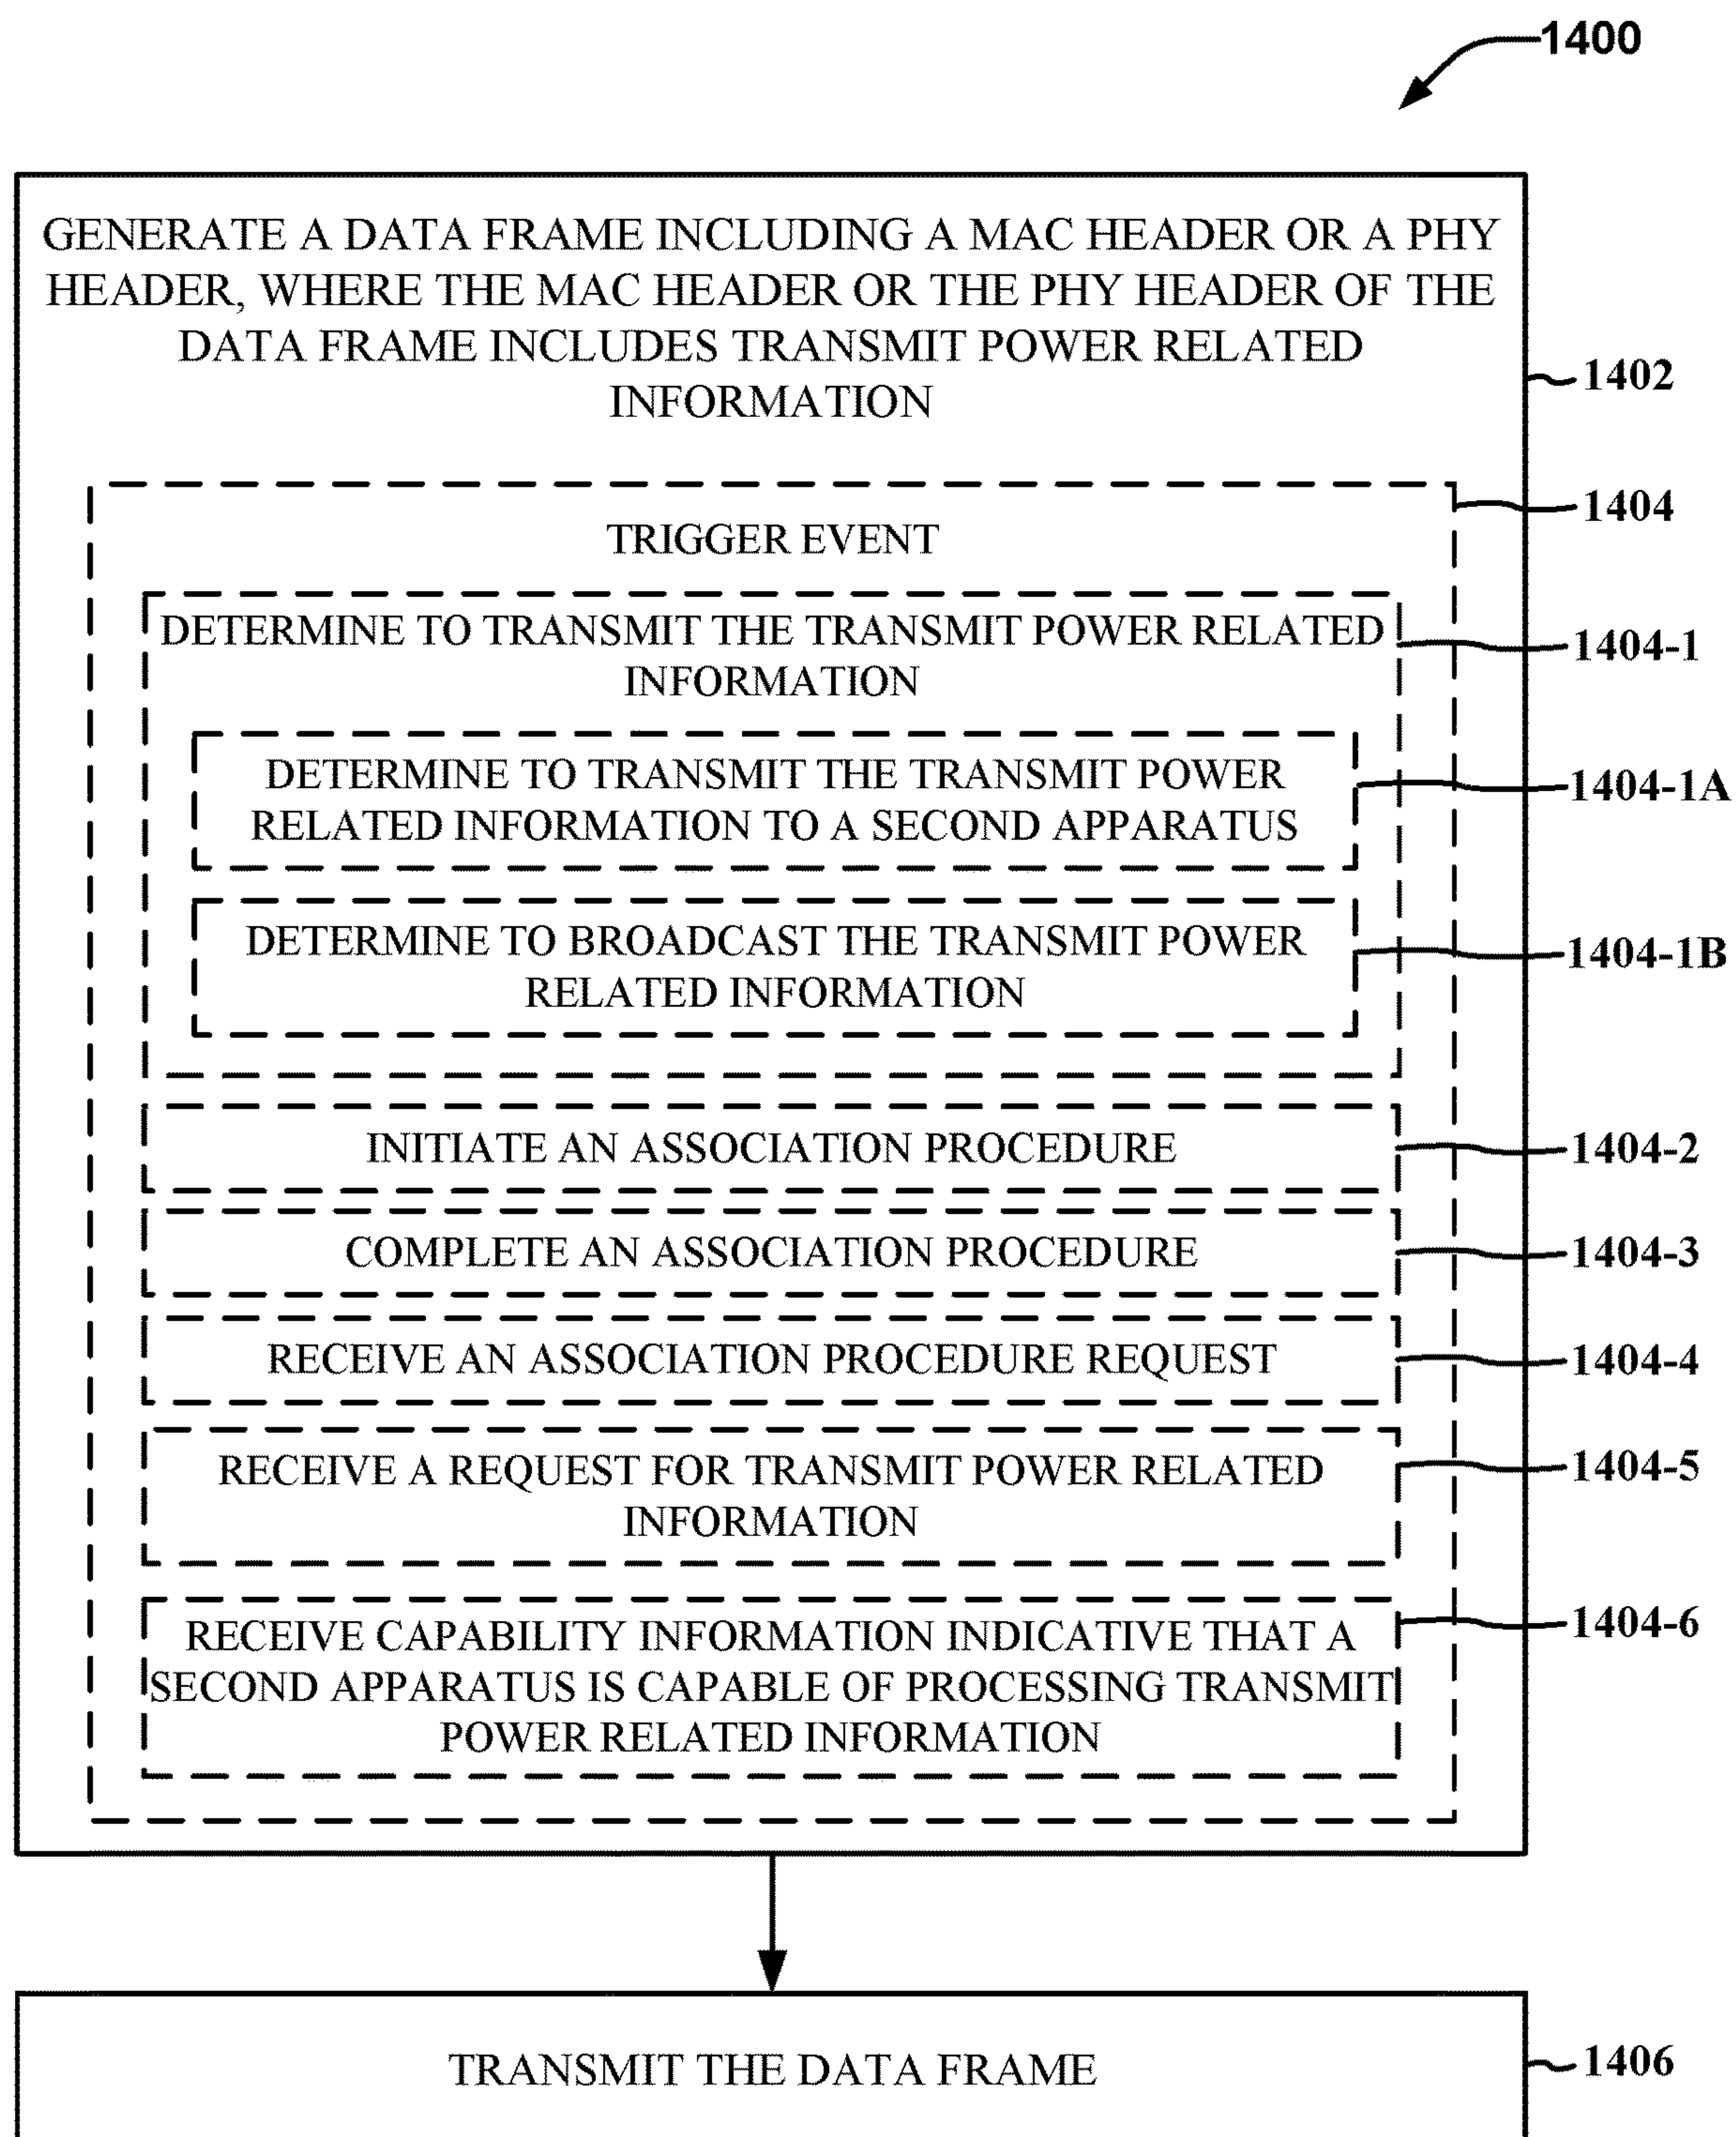 1400
GENERATE A DATA FRAME INCLUDING A MAC HEADER OR A PHY
HEADER, WHERE THE MAC HEADER OR THE PHY HEADER OF THE
DATA FRAME INCLUDES TRANSMIT POWER RELATED
INFORMATION
1402
1404
TRIGGER EVENT
DETERMINE TO TRANSMIT THE TRANSMIT POWER RELATED
INFORMATION
1404-1
DETERMINE TO TRANSMIT THE TRANSMIT POWER
RELATED INFORMATION TO A SECOND APPARATUS
1404-1A
DETERMINE TO BROADCAST THE TRANSMIT POWER
RELATED INFORMATION
1404-1B
INITIATE AN ASSOCIATION PROCEDURE
1404-2
COMPLETE AN ASSOCIATION PROCEDURE
1404-3
RECEIVE AN ASSOCIATION PROCEDURE REQUEST
1404-4
RECEIVE A REQUEST FOR TRANSMIT POWER RELATED
INFORMATION
1404-5
RECEIVE CAPABILITY INFORMATION INDICATIVE THAT A
SECOND APPARATUS IS CAPABLE OF PROCESSING TRANSMIT
POWER RELATED INFORMATION
1404-6
TRANSMIT THE DATA FRAME
1406